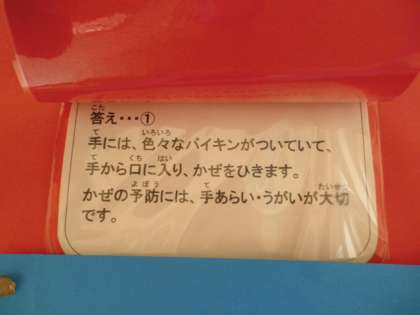 答え・・・①
手には、色々なバイキンがついていて、
手から口に入り、かぜをひきます。
かぜの予防には、手あらい・うがいが大切
です。